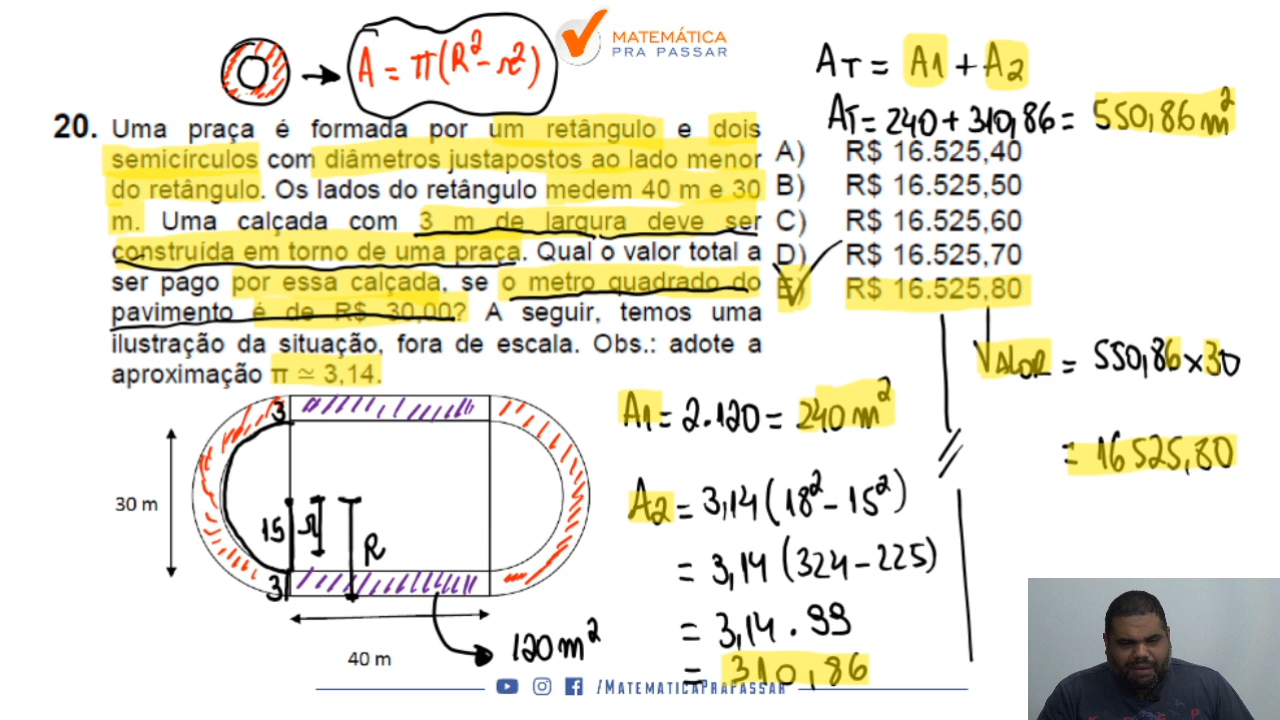 MATEMÁTICA
PRA PASSAR
A = π(R² - r²)
AT = A1 + A2
AT = 240 + 310,86 = 550,86 m²
20. Uma praça é formada por um retângulo e dois
semicírculos com diâmetros justapostos ao lado menor
do retângulo. Os lados do retângulo medem 40 m e 30
m. Uma calçada com 3 m de largura deve ser
construída em torno de uma praça. Qual o valor total a
ser pago por essa calçada, se o metro quadrado do
pavimento é de R$ 30,00? A seguir, temos uma
ilustração da situação, fora de escala. Obs.: adote a
aproximação π ≃ 3,14.
A) R$ 16.525,40
B) R$ 16.525,50
C) R$ 16.525,60
D) R$ 16.525,70
E) R$ 16.525,80
VALOR = 550,86 x 30
= 16525,80
A1 = 2.120 = 240 m²
A2 = 3,14 (18² - 15²)
= 3,14 (324 - 225)
= 3,14 . 99
= 310,86
3
30 m
15
r
R
3
120 m²
40 m
/MATEMATICAPRAPASSAR